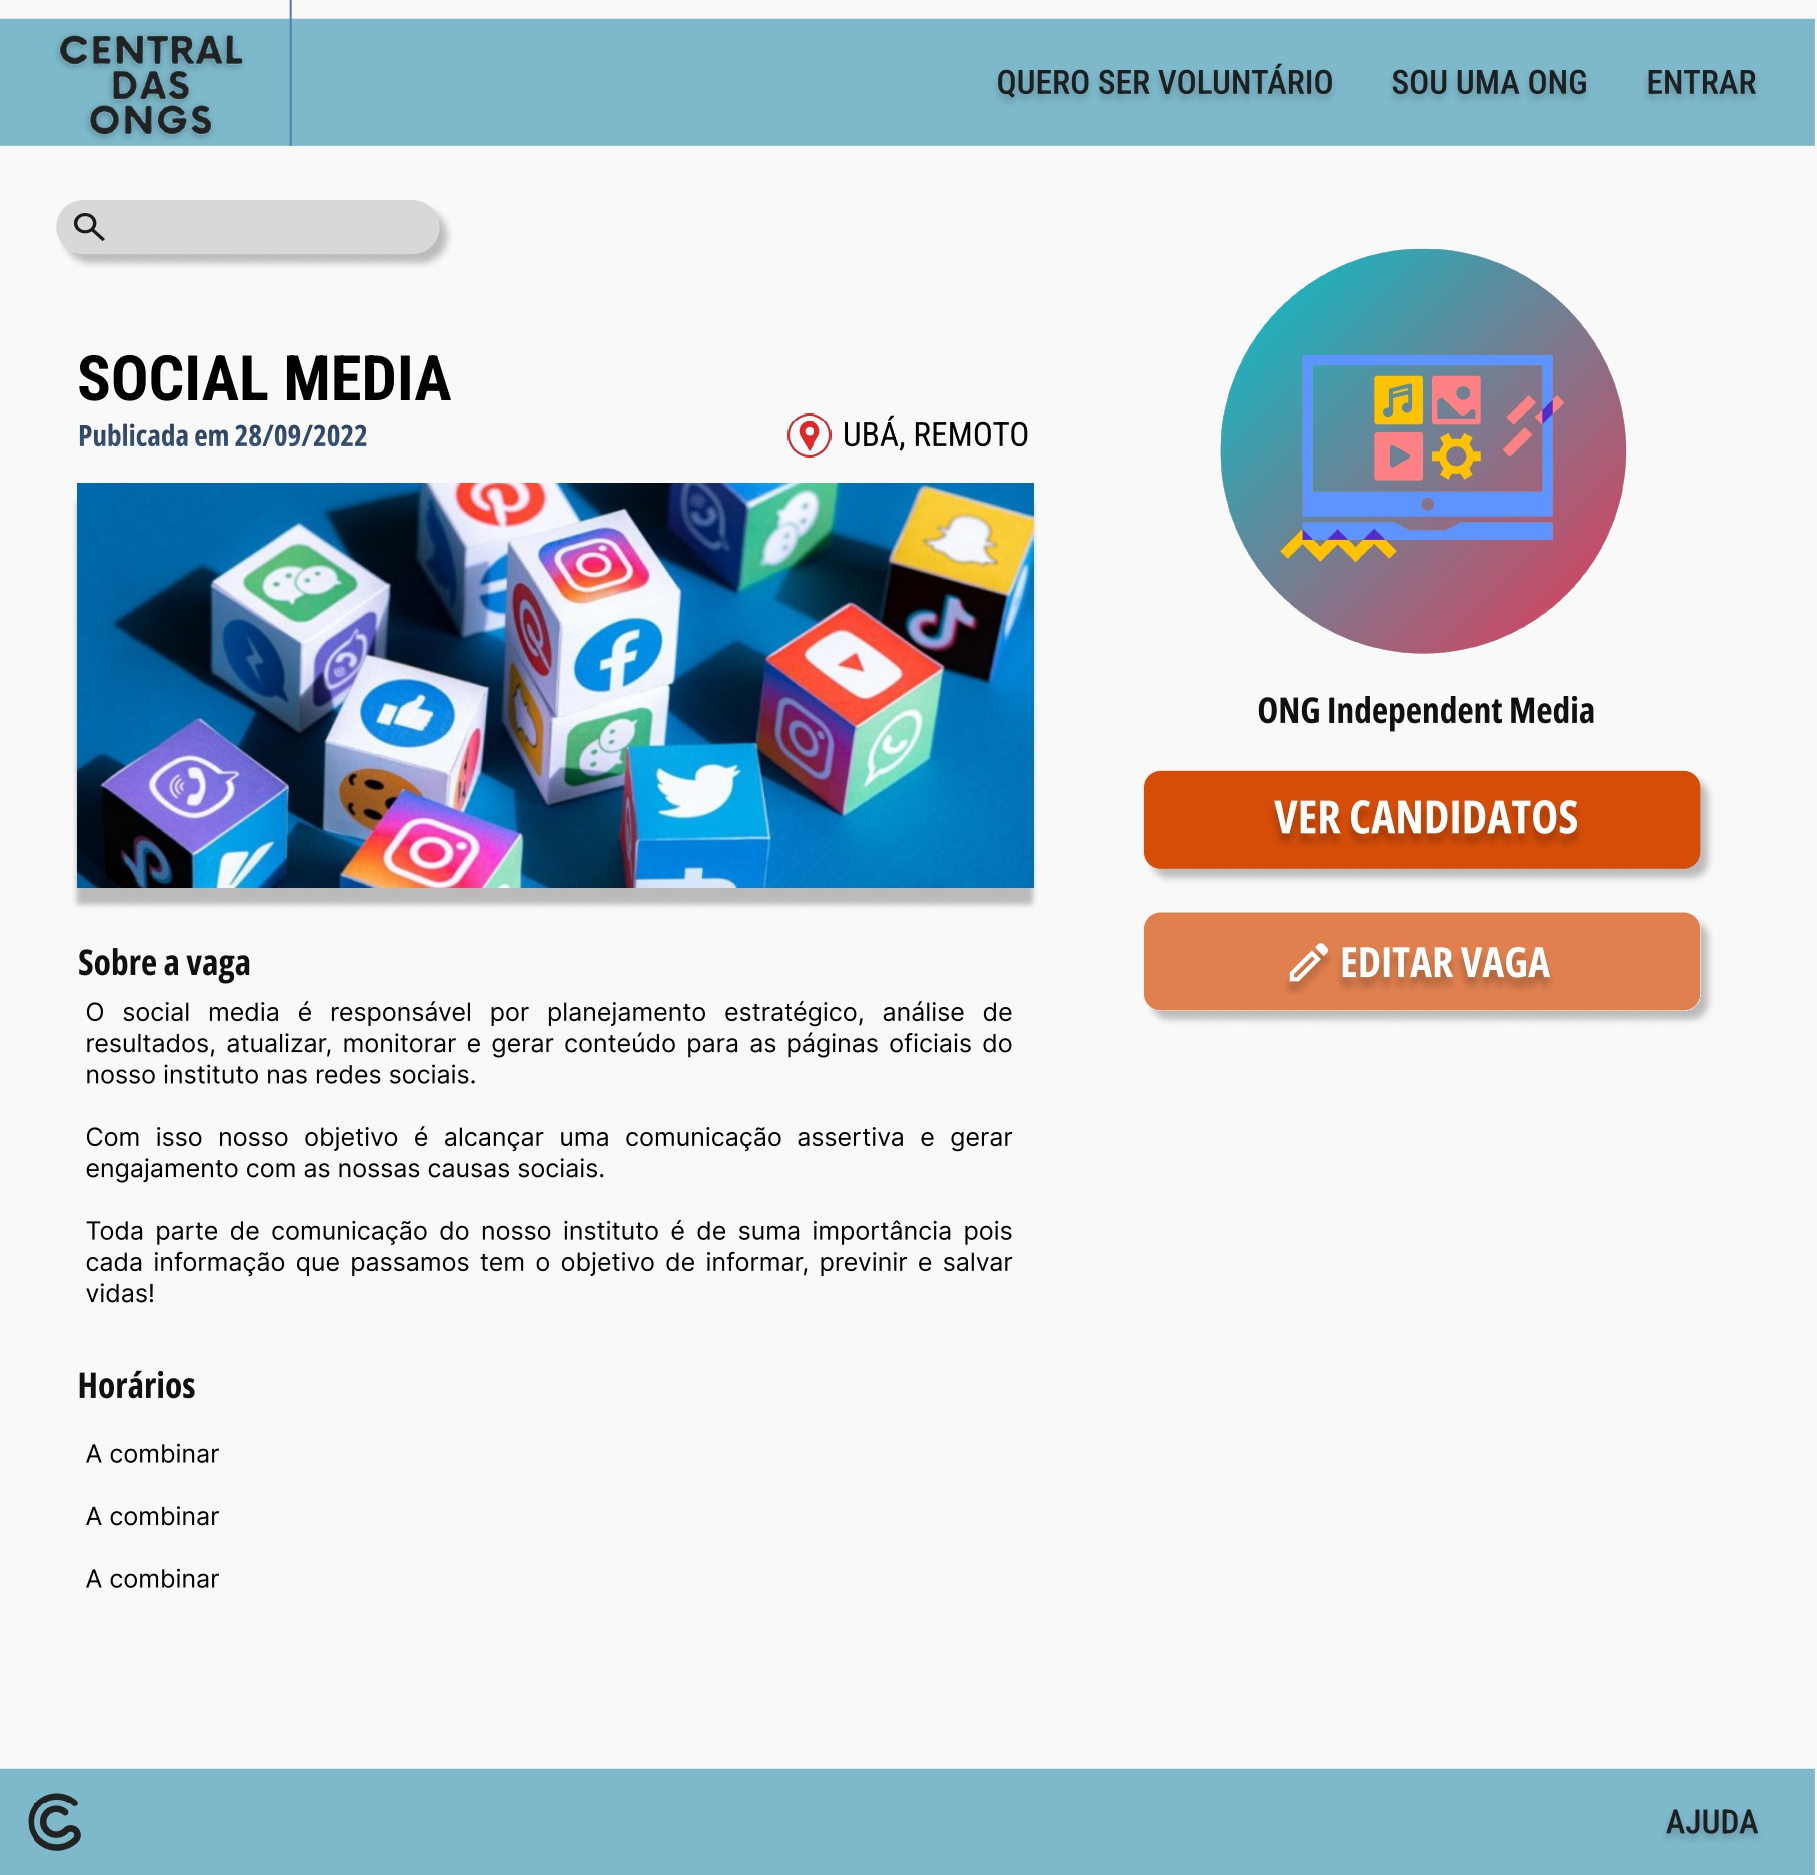 CENTRAL
DAS
ONGS
QUERO SER VOLUNTÁRIO
SOU UMA ONG
ENTRAR
SOCIAL MEDIA
Publicada em 28/09/2022
UBÁ, REMOTO
ONG Independent Media
VER CANDIDATOS
EDITAR VAGA
Sobre a vaga
O social media é responsável por planejamento estratégico, análise de
resultados, atualizar, monitorar e gerar conteúdo para as páginas oficiais do
nosso instituto nas redes sociais.
Com isso nosso objetivo é alcançar uma comunicação assertiva e gerar
engajamento com as nossas causas sociais.
Toda parte de comunicação do nosso instituto é de suma importância pois
cada informação que passamos tem o objetivo de informar, previnir e salvar
vidas!
Horários
A combinar
A combinar
A combinar
AJUDA